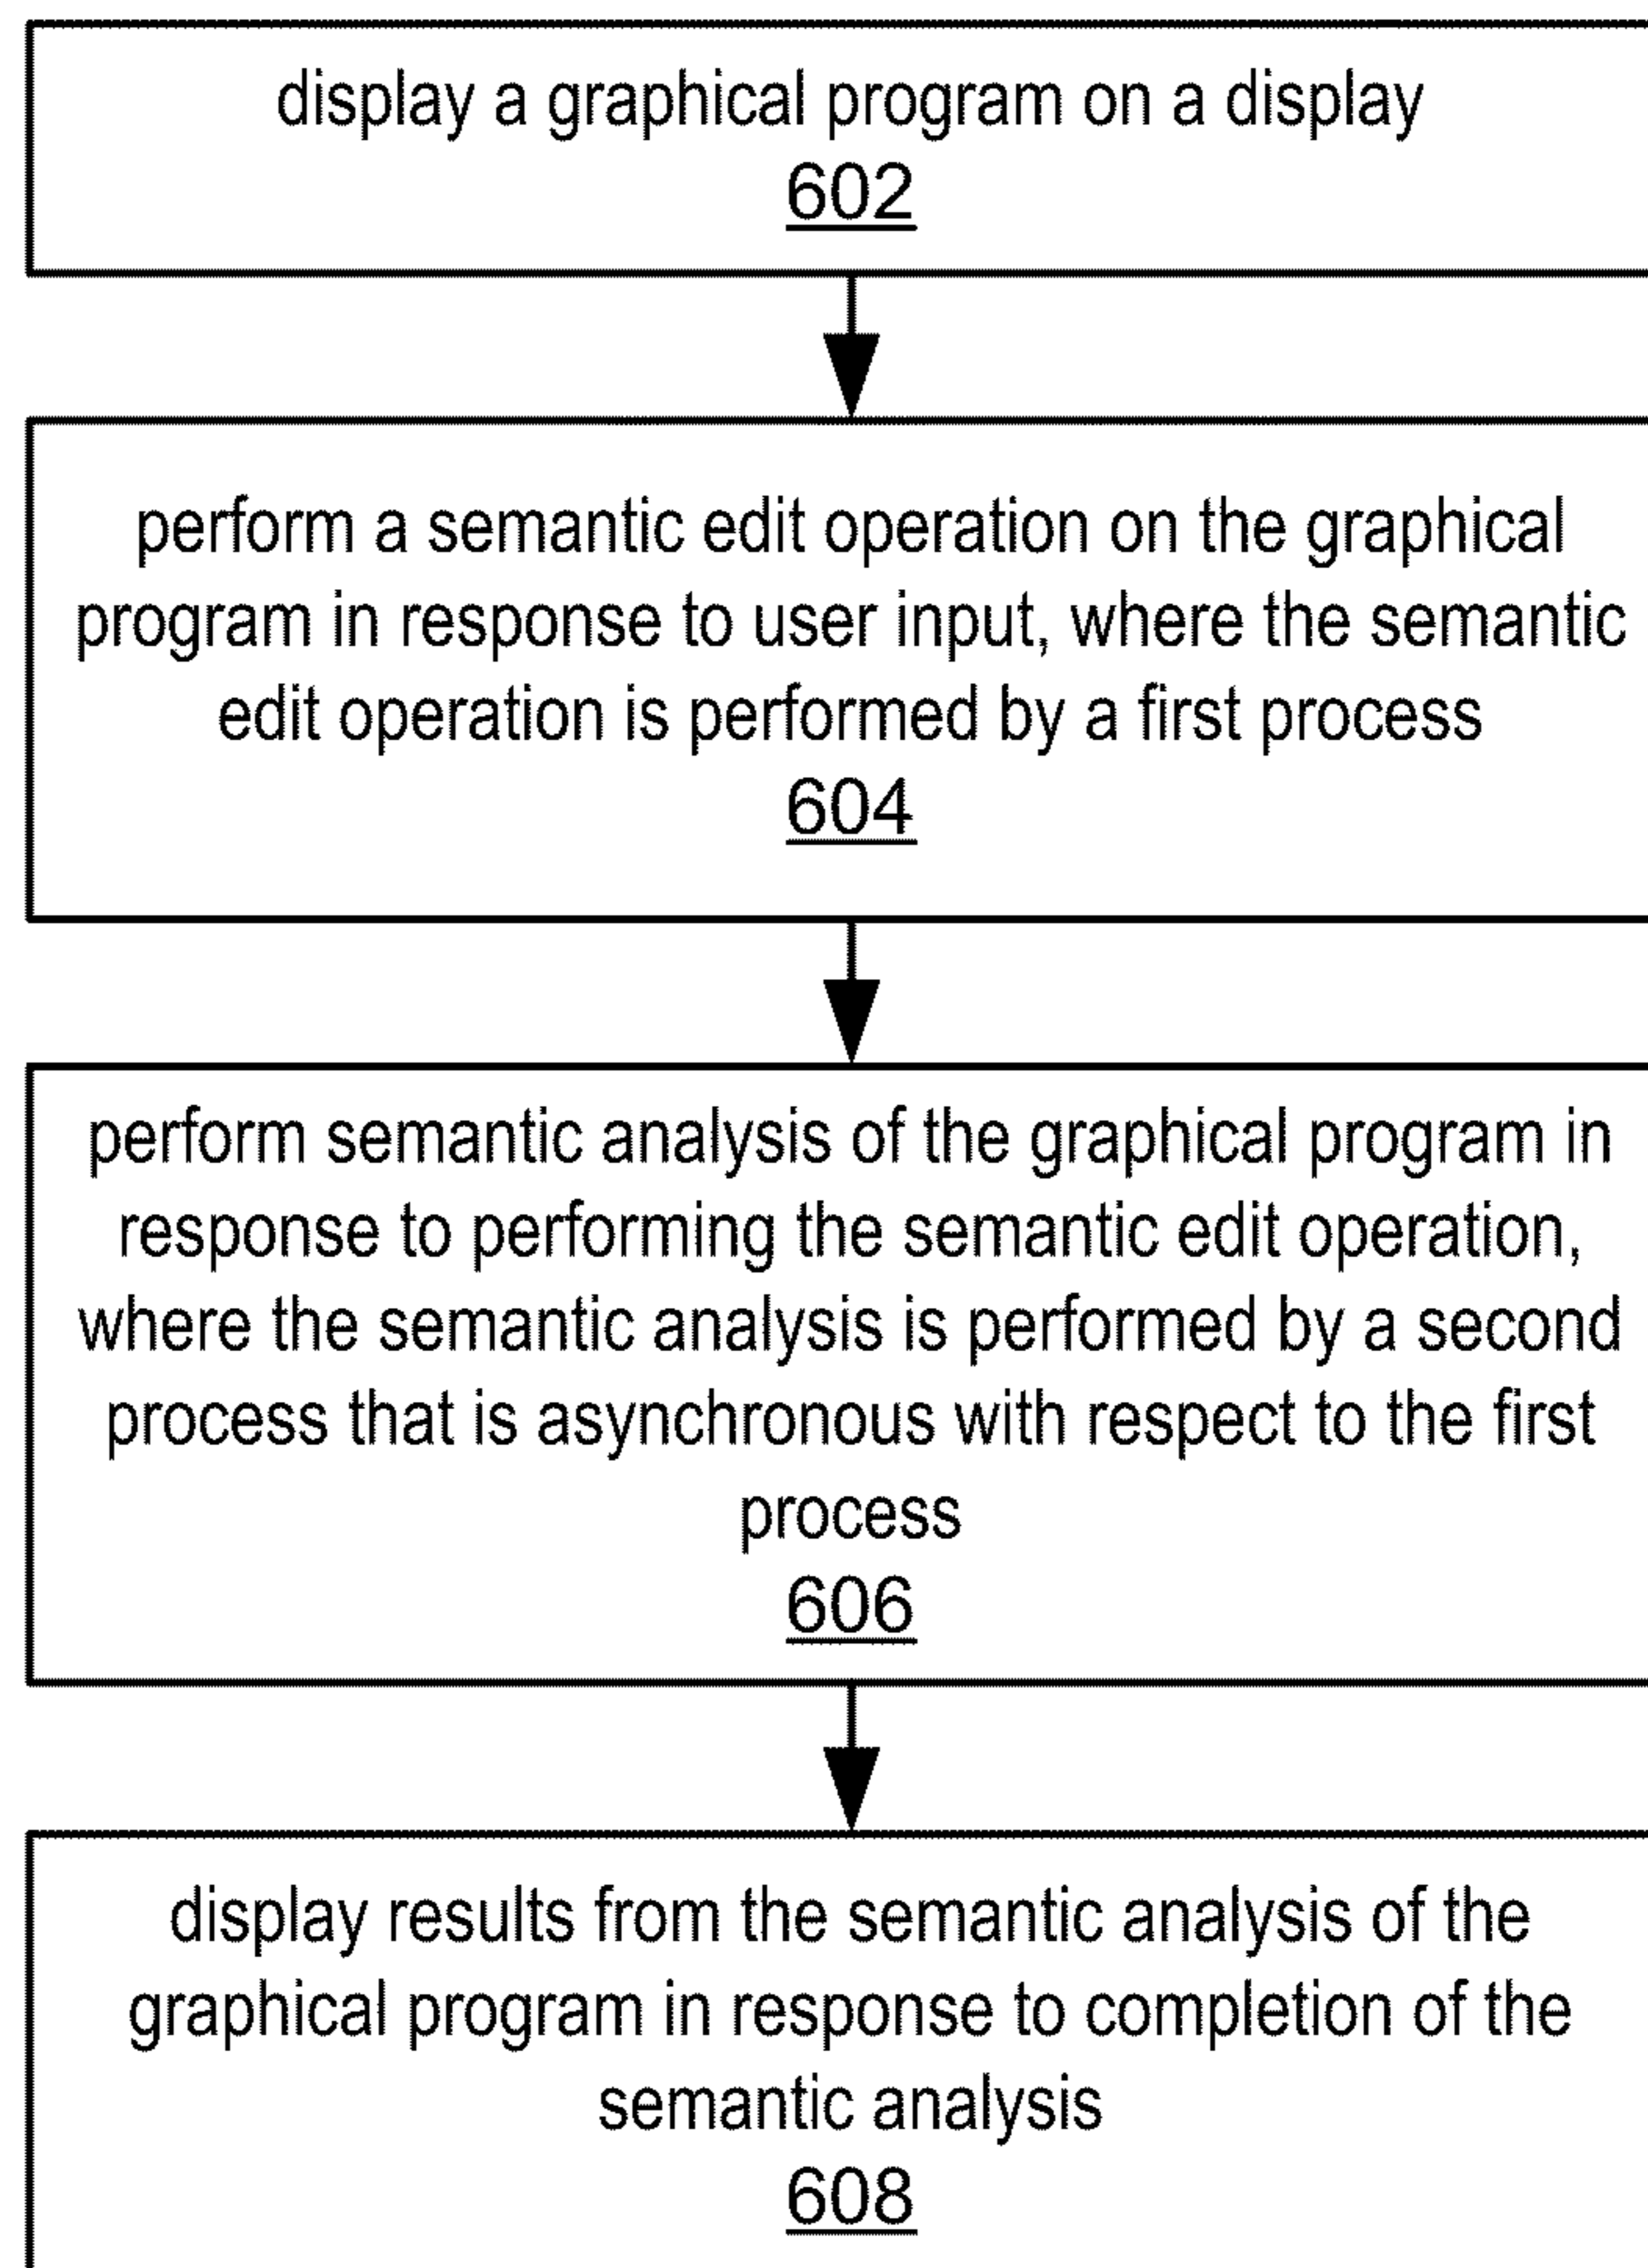 display a graphical program on a display
602
perform a semantic edit operation on the graphical
program in response to user input, where the semantic
edit operation is performed by a first process
604
perform semantic analysis of the graphical program in
response to performing the semantic edit operation,
where the semantic analysis is performed by a second
process that is asynchronous with respect to the first
process
606
display results from the semantic analysis of the
graphical program in response to completion of the
semantic analysis
608